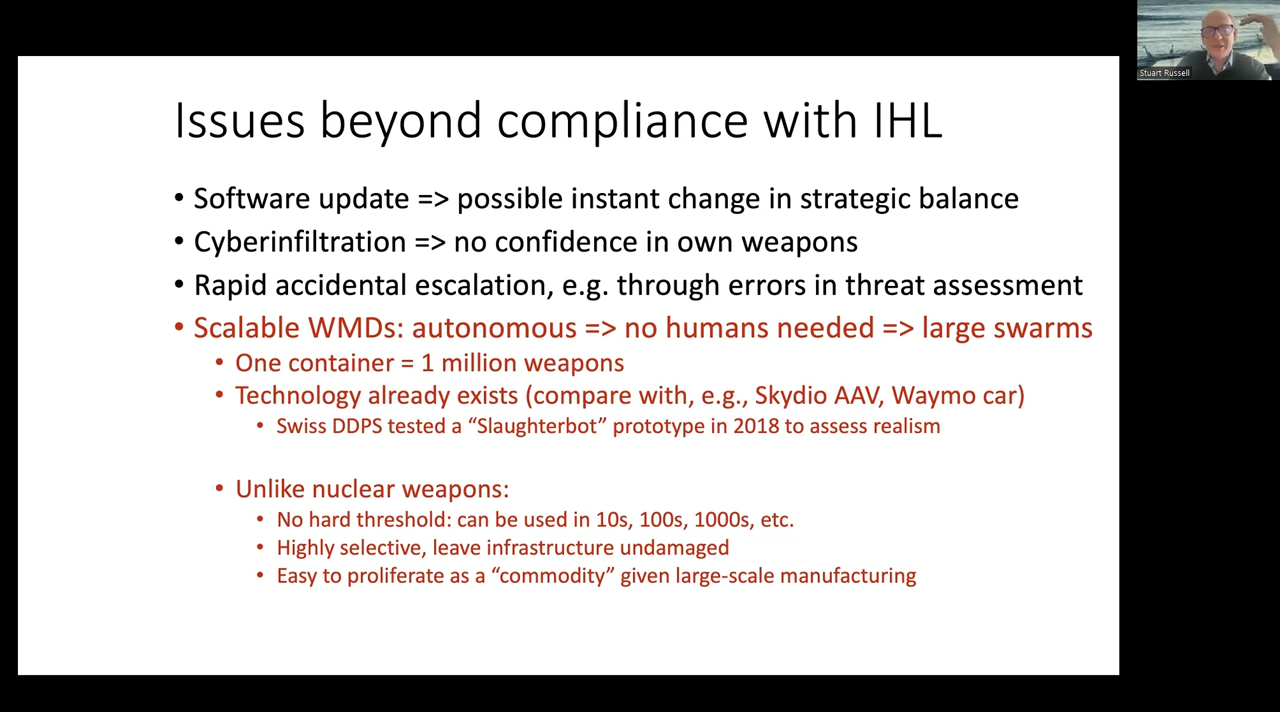 Stuart Russell
Issues beyond compliance with IHL
• Software update => possible instant change in strategic balance
• Cyberinfiltration => no confidence in own weapons
• Rapid accidental escalation, e.g. through errors in threat assessment
• Scalable WMDs: autonomous => no humans needed => large swarms
• One container = 1 million weapons
• Technology already exists (compare with, e.g., Skydio AAV, Waymo car)
• Swiss DDPS tested a “Slaughterbot” prototype in 2018 to assess realism
• Unlike nuclear weapons:
• No hard threshold: can be used in 10s, 100s, 1000s, etc.
• Highly selective, leave infrastructure undamaged
• Easy to proliferate as a “commodity” given large-scale manufacturing